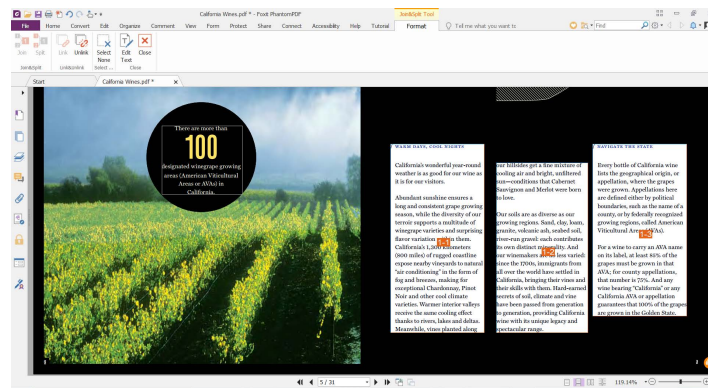 California Wines.pdf * - Foxit PhantomPDF
Join&Split Tool
File Home Convert Edit Organize Comment View Form Protect Share Connect Accessibility Help Tutorial Format Tell me what you want to Find
Join Split Link Unlink Select None Edit Text Close
Join&Split Link&Unlink Select ... Close
Start California Wines.pdf * x
There are more than
100
designated winegrape growing
areas (American Viticultural
Areas or AVAs) in
California.
WARM DAYS, COOL NIGHTS
California's wonderful year-round
weather is as good for our wine as
it is for our visitors.
Abundant sunshine ensures a
long and consistent grape growing
season, while the diversity of our
terroir supports a multitude of
winegrape varieties and surprising
flavor variation within them.
California's 1,300 kilometers
(800 miles) of rugged coastline
expose nearby vineyards to natural
"air conditioning" in the form of
fog and breezes, making for
exceptional Chardonnay, Pinot
Noir and other cool climate
varieties. Warmer interior valleys
receive the same cooling effect
thanks to rivers, lakes and deltas.
Meanwhile, vines planted along
1-1
our hillsides get a fine mixture of
cooling air and bright, unfiltered
sun—conditions that Cabernet
Sauvignon and Merlot were born
to love.
Our soils are as diverse as our
growing regions. Sand, clay, loam,
granite, volcanic ash, seabed soil,
river-run gravel: each contributes
its own distinct minerality. And
our winemakers are no less varied:
since the 1700s, immigrants from
all over the world have settled in
California, bringing their vines and
their skills with them. Hard-earned
secrets of soil, climate and vine
have been passed from generation
to generation, providing California
wine with its unique legacy and
spectacular range.
1-2
NAVIGATE THE STATE
Every bottle of California wine
lists the geographical origin, or
appellation, where the grapes
were grown. Appellations here
are defined either by political
boundaries, such as the name of a
county, or by federally recognized
growing regions, called American
Viticultural Areas (AVAs).
For a wine to carry an AVA name
on its label, at least 85% of the
grapes must be grown in that
AVA; for county appellations,
that number is 75%. And any
wine bearing "California" or any
California AVA or appellation
guarantees that 100% of the grapes
are grown in the Golden State.
1-3
5 / 31
119.14%